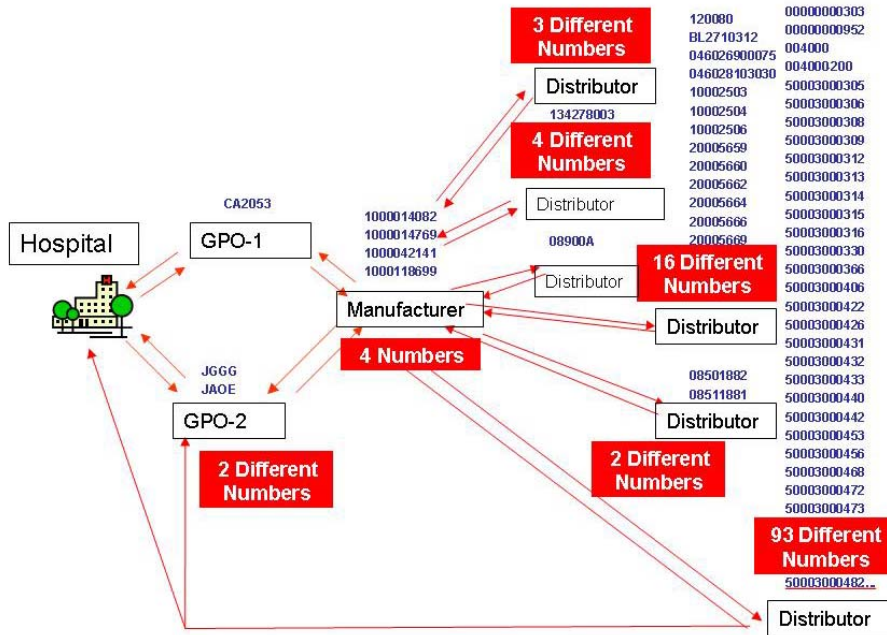 3 Different
Numbers
Distributor
134278003
4 Different
Numbers
Distributor
08900A
Distributor
120080
BL2710312
046026900075
046028103030
10002503
10002504
10002506
20005659
20005660
20005662
20005664
20005666
20005669
16 Different
Numbers
Distributor
00000000303
00000000952
004000
004000200
50003000305
50003000306
50003000308
50003000309
50003000312
50003000313
50003000314
50003000315
50003000316
50003000330
50003000366
50003000406
50003000422
50003000426
50003000431
50003000432
50003000433
50003000440
50003000442
50003000453
50003000456
50003000468
50003000472
50003000473
93 Different
Numbers
50003000482...
Distributor
CA2053
GPO-1
Hospital
H
1000014082
1000014769
1000042141
1000118699
Manufacturer
4 Numbers
JGGG
JAOE
GPO-2
2 Different
Numbers
08501882
08511881
Distributor
2 Different
Numbers